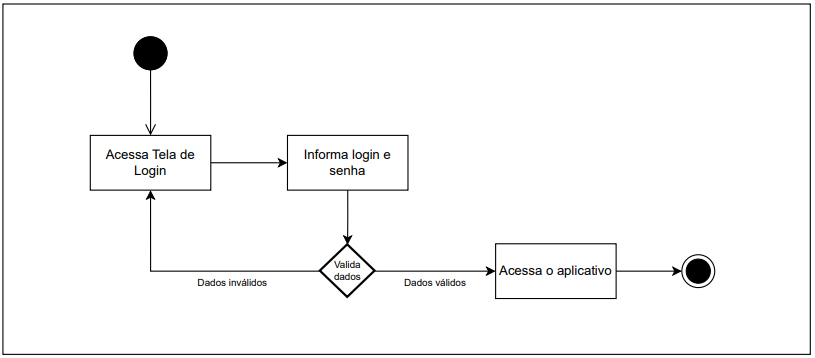 Acessa Tela de
Login
Informa login e
senha
Valida
dados
Dados inválidos
Dados válidos
Acessa o aplicativo